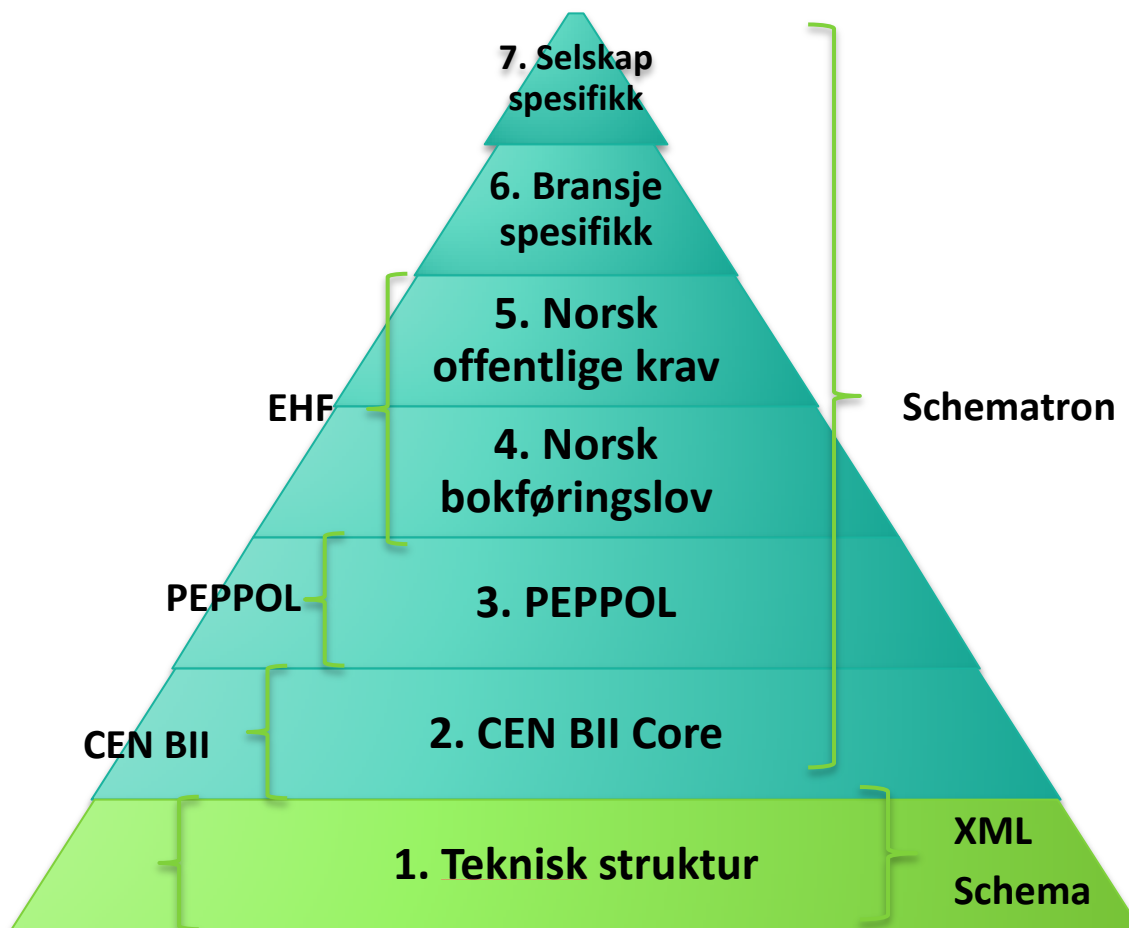 7. Selskap
spesifikk
6. Bransje
spesifikk
5. Norsk
offentlige krav
EHF
Schematron
4. Norsk
bokføringslov
PEPPOL
3. PEPPOL
CEN BII
2. CEN BII Core
XML
Schema
1. Teknisk struktur